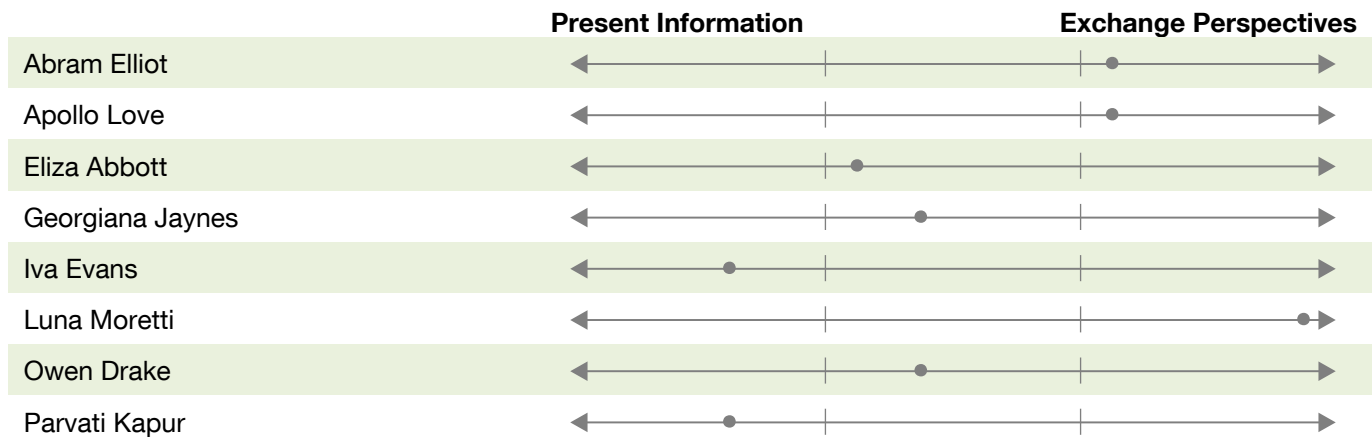 Present Information Exchange Perspectives
Abram Elliot
Apollo Love
Eliza Abbott
Georgiana Jaynes
Iva Evans
Luna Moretti
Owen Drake
Parvati Kapur